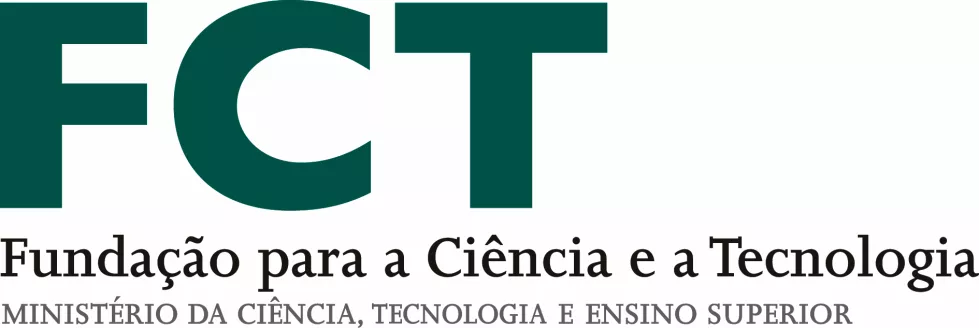 FCT
Fundação para a Ciência e a Tecnologia
MINISTÉRIO DA CIÊNCIA, TECNOLOGIA E ENSINO SUPERIOR